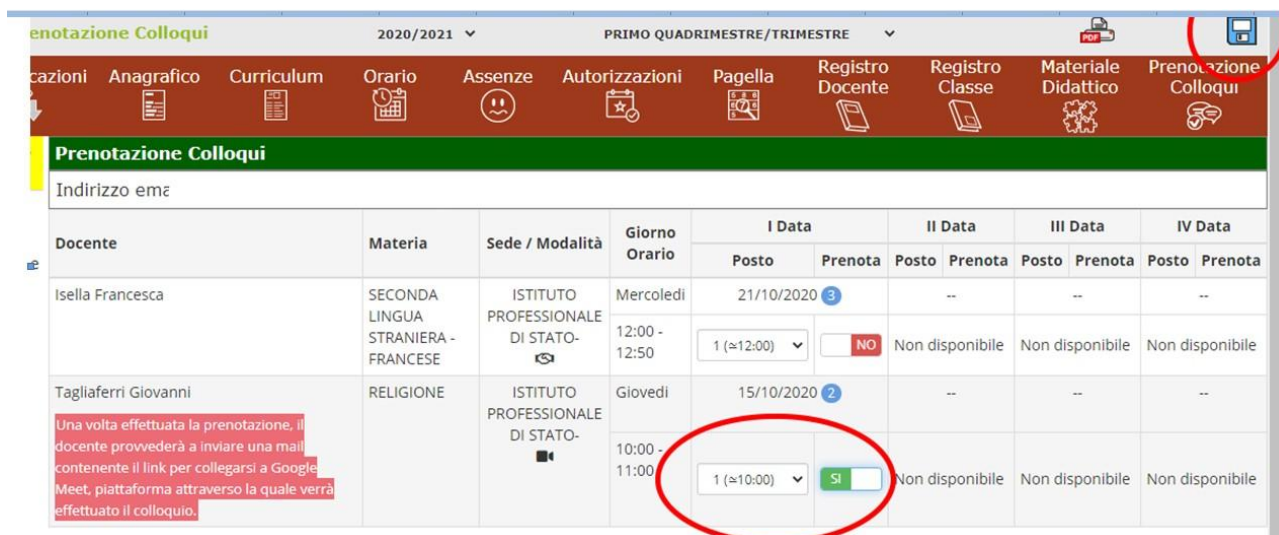 enotazione Colloqui 2020/2021 PRIMO QUADRIMESTRE/TRIMESTRE PDF
cazioni Anagrafico Curriculum Orario Assenze Autorizzazioni Pagella Registro Docente Registro Classe Materiale Didattico Prenotazione Colloqui
Prenotazione Colloqui
Indirizzo ema
Docente Materia Sede / Modalità Giorno Orario I Data II Data III Data IV Data
Posto Prenota Posto Prenota Posto Prenota Posto Prenota
Isella Francesca
SECONDA
LINGUA
STRANIERA -
FRANCESE
ISTITUTO
PROFESSIONALE
DI STATO-
Mercoledì 21/10/2020 3 -- -- --
12:00 -
12:50
1 (≃12:00) NO Non disponibile Non disponibile Non disponibile
Tagliaferri Giovanni
Una volta effettuata la prenotazione, il
docente provvederà a inviare una mail
contenente il link per collegarsi a Google
Meet, piattaforma attraverso la quale verrà
effettuato il colloquio.
RELIGIONE
ISTITUTO
PROFESSIONALE
DI STATO-
Giovedì 15/10/2020 2 -- -- --
10:00 -
11:00
1 (≃10:00) SI Non disponibile Non disponibile Non disponibile